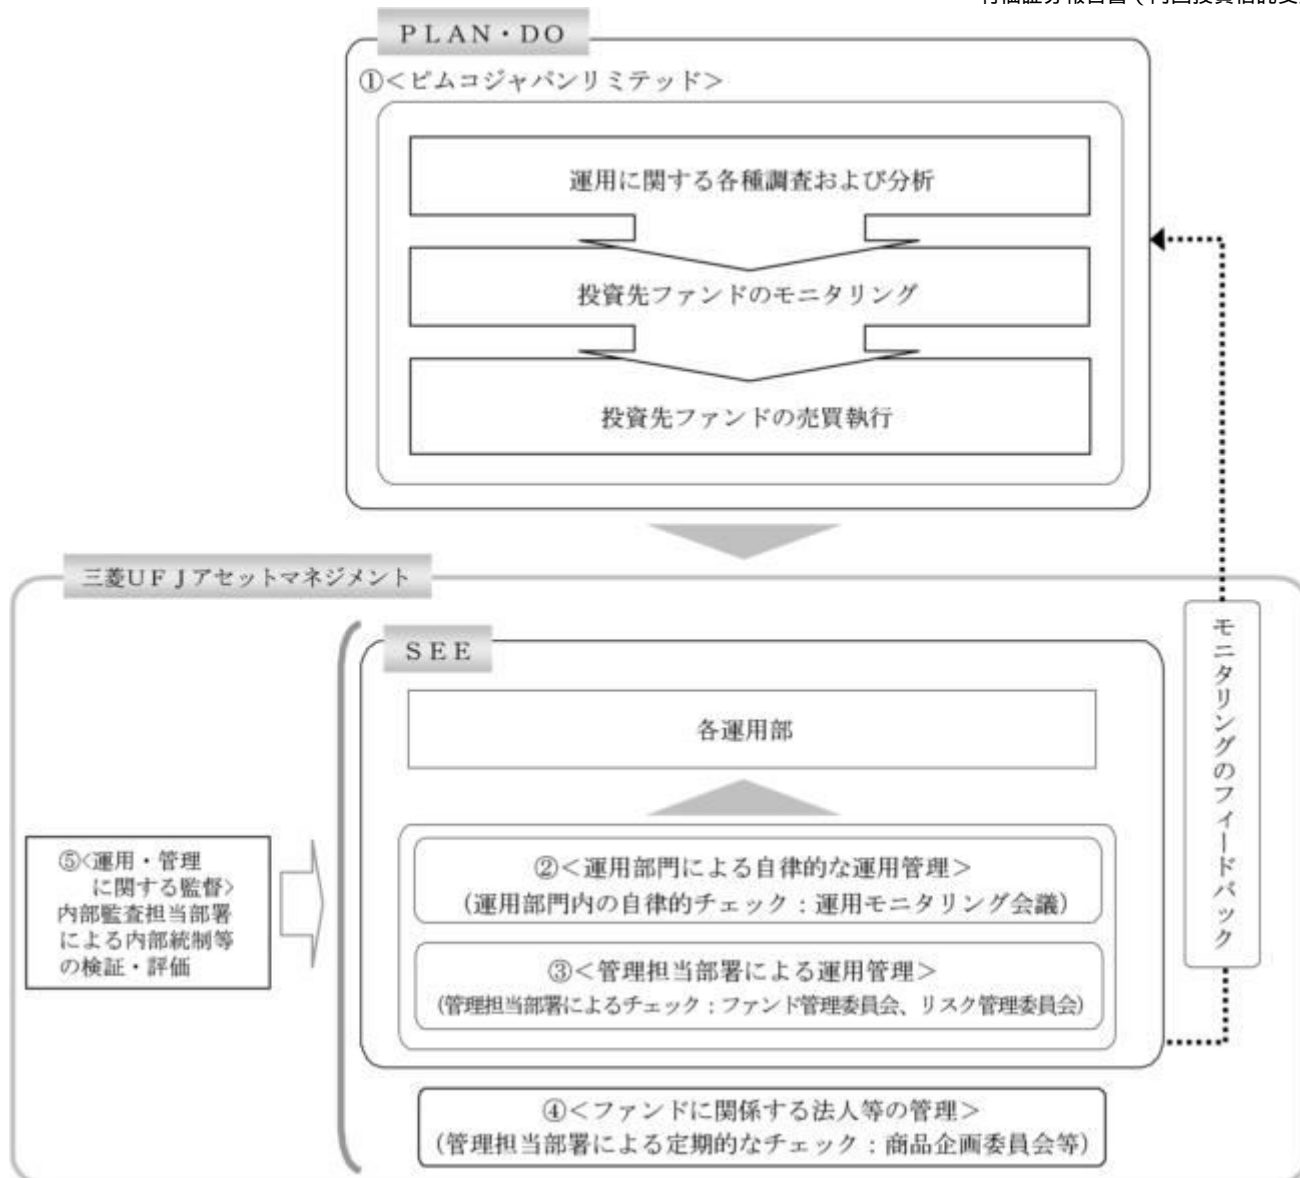 PLAN・DO
①＜ピムコジャパンリミテッド＞
運用に関する各種調査および分析
投資先ファンドのモニタリング
投資先ファンドの売買執行
三菱UFJアセットマネジメント
SEE
各運用部
②＜運用部門による自律的な運用管理＞
（運用部門内の自律的チェック：運用モニタリング会議）
③＜管理担当部署による運用管理＞
（管理担当部署によるチェック：ファンド管理委員会、リスク管理委員会）
④＜ファンドに関係する法人等の管理＞
（管理担当部署による定期的なチェック：商品企画委員会等）
⑤＜運用・管理
に関する監督＞
内部監査担当部署
による内部統制等
の検証・評価
モニタリングのフィードバック